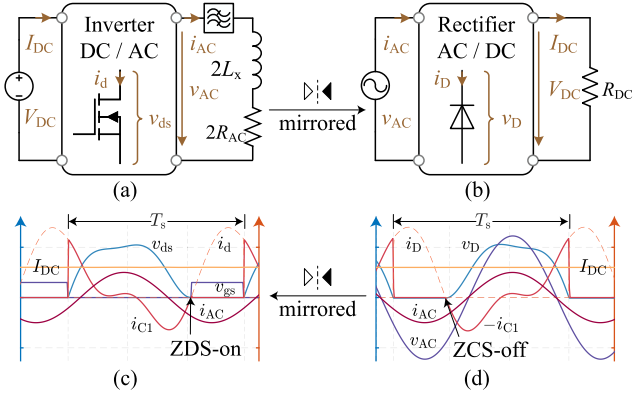 Inverter
DC / AC
I_DC
V_DC
i_d
v_ds
i_AC
v_AC
2L_x
2R_AC
(a)
mirrored
Rectifier
AC / DC
i_AC
v_AC
i_D
v_D
I_DC
V_DC
R_DC
(b)
T_s
v_ds
i_d
I_DC
v_gs
i_C1
i_AC
ZDS-on
(c)
mirrored
T_s
i_D
v_D
I_DC
i_AC
v_AC
−i_C1
ZCS-off
(d)